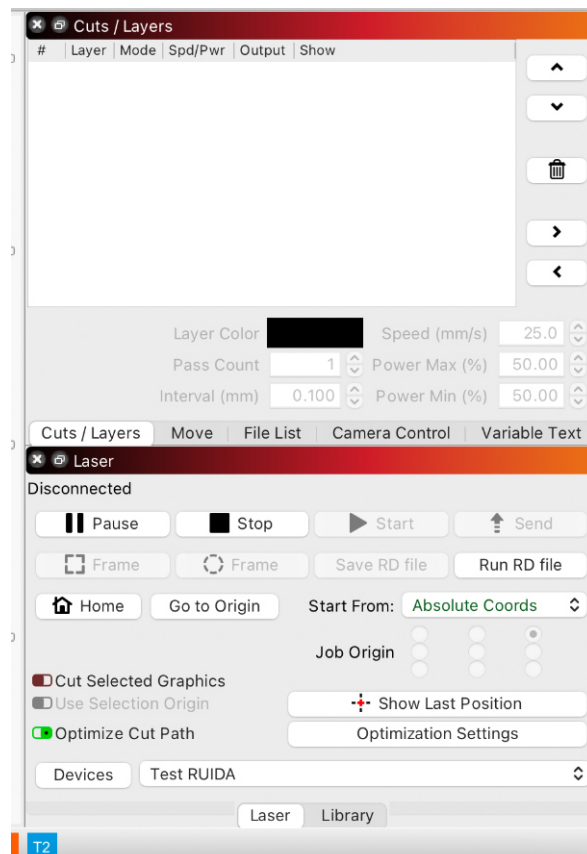 Cuts / Layers
# Layer Mode Spd/Pwr Output Show
Layer Color Speed (mm/s) 25.0
Pass Count 1 Power Max (%) 50.00
Interval (mm) 0.100 Power Min (%) 50.00
Cuts / Layers Move File List Camera Control Variable Text
Laser
Disconnected
Pause Stop Start Send
Frame Frame Save RD file Run RD file
Home Go to Origin Start From: Absolute Coords
Job Origin
Cut Selected Graphics
Use Selection Origin Show Last Position
Optimize Cut Path Optimization Settings
Devices Test RUIDA
Laser Library
T2